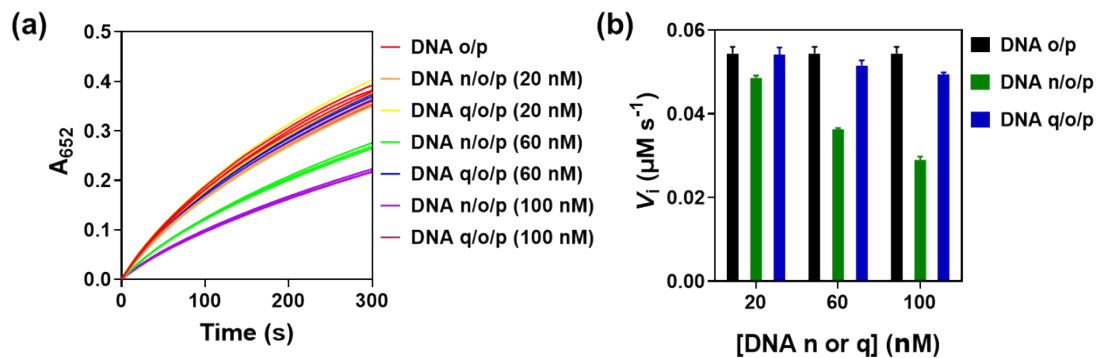 (a)
A652
0.5
0.4
0.3
0.2
0.1
0.0
0
100
200
300
Time (s)
DNA o/p
DNA n/o/p (20 nM)
DNA q/o/p (20 nM)
DNA n/o/p (60 nM)
DNA q/o/p (60 nM)
DNA n/o/p (100 nM)
DNA q/o/p (100 nM)
(b)
Vi (µM s-1)
0.06
0.04
0.02
0.00
20
60
100
[DNA n or q] (nM)
DNA o/p
DNA n/o/p
DNA q/o/p